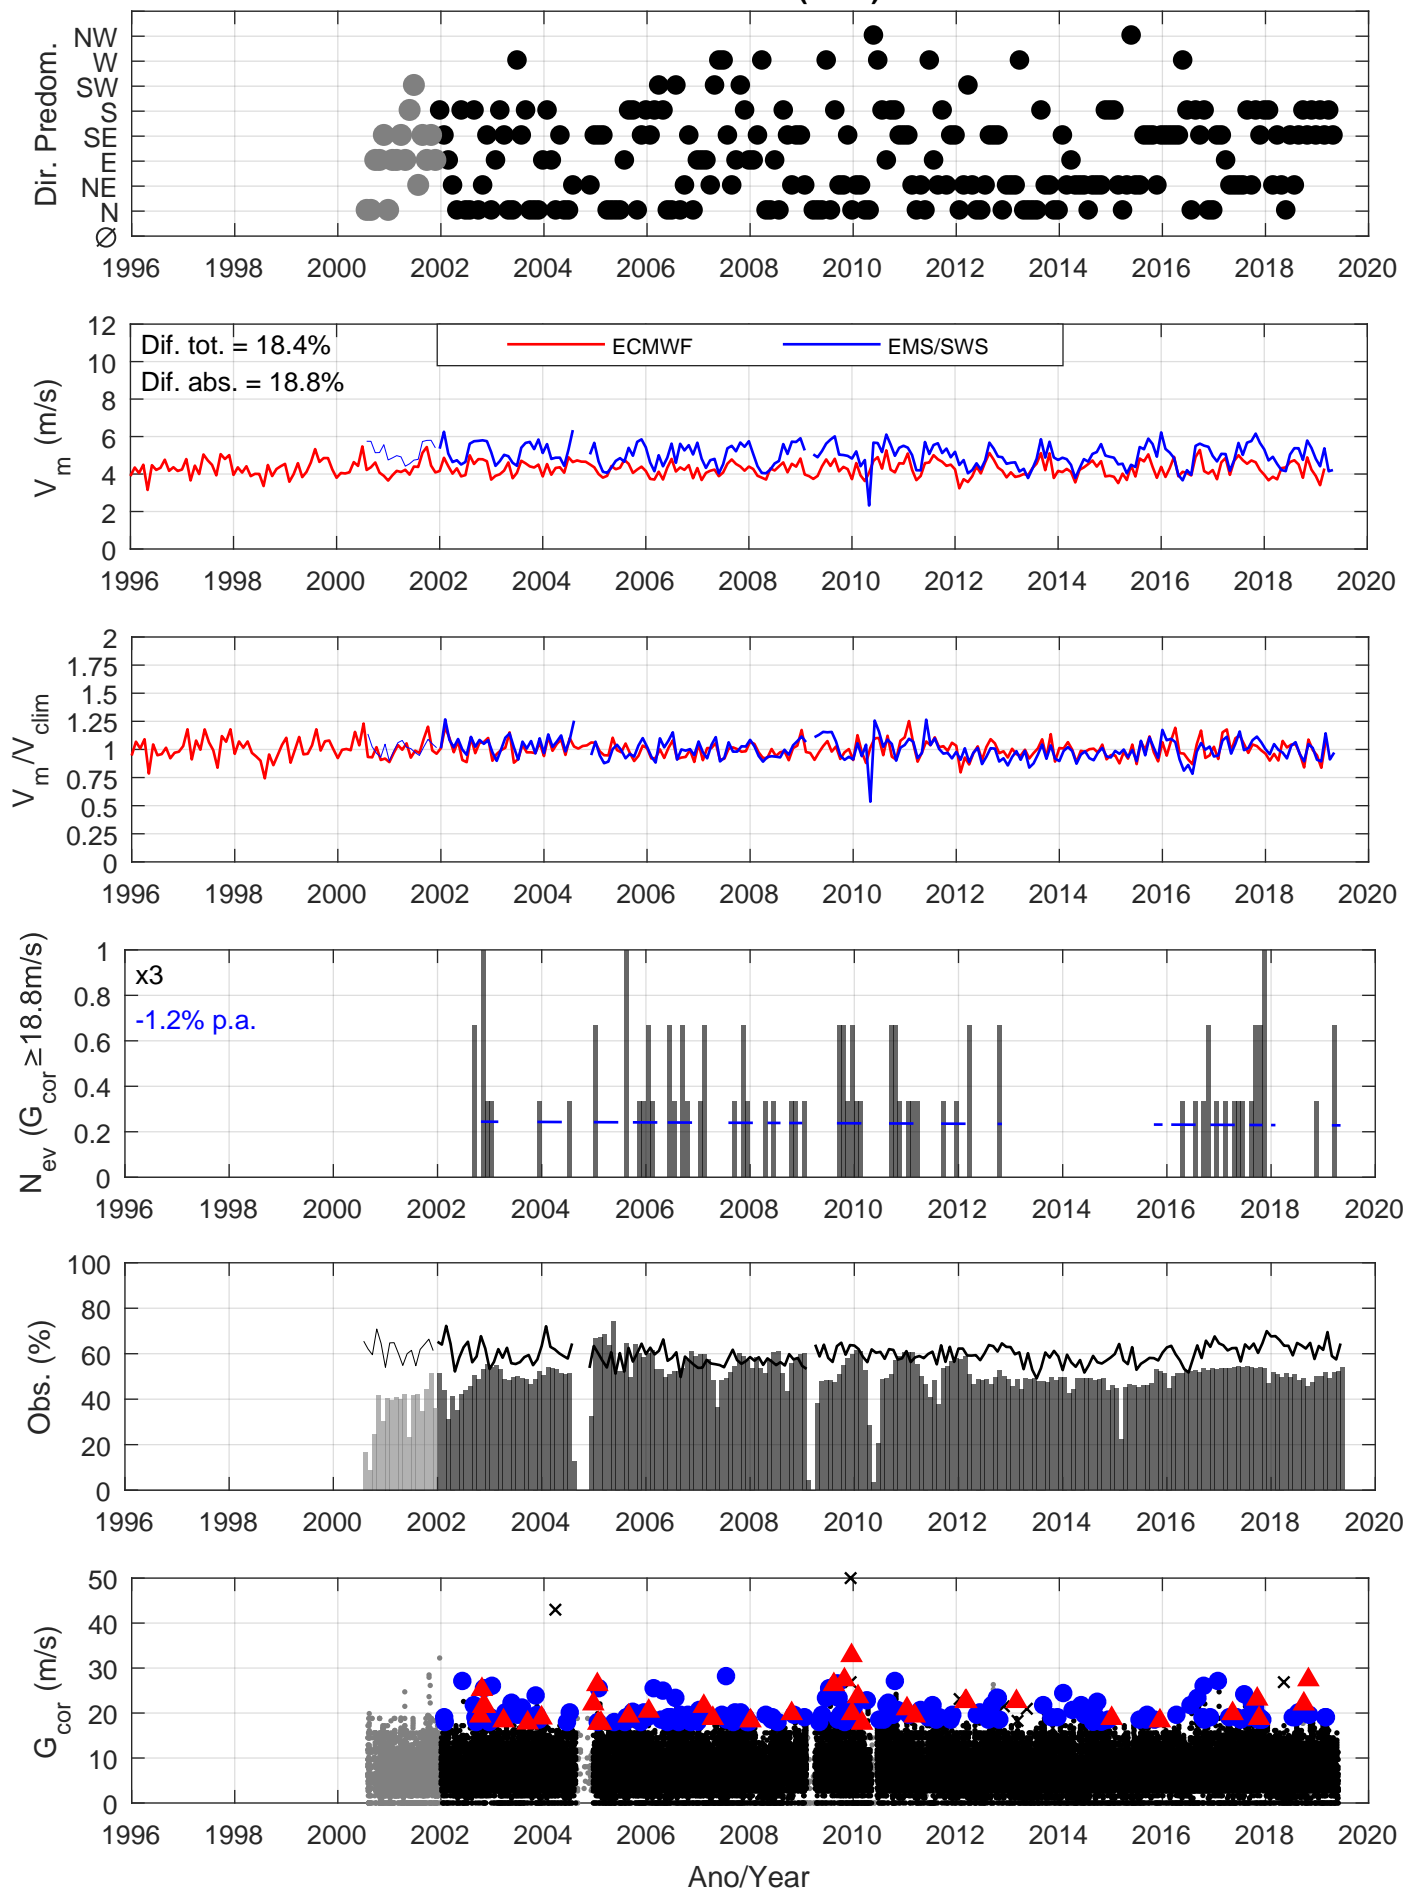 Dir. Predom.
NW
W
SW
S
SE
E
NE
N
Ø
1996 1998 2000 2002 2004 2006 2008 2010 2012 2014 2016 2018 2020
V_m (m/s)
12
10
8
6
4
2
0
Dif. tot. = 18.4%
Dif. abs. = 18.8%
ECMWF
EMS/SWS
1996 1998 2000 2002 2004 2006 2008 2010 2012 2014 2016 2018 2020
V_m/V_clim
2
1.75
1.5
1.25
1
0.75
0.5
0.25
0
1996 1998 2000 2002 2004 2006 2008 2010 2012 2014 2016 2018 2020
N_ev (G_cor ≥18.8m/s)
1
0.8
0.6
0.4
0.2
0
x3
-1.2% p.a.
1996 1998 2000 2002 2004 2006 2008 2010 2012 2014 2016 2018 2020
Obs. (%)
100
80
60
40
20
0
1996 1998 2000 2002 2004 2006 2008 2010 2012 2014 2016 2018 2020
G_cor (m/s)
50
40
30
20
10
0
1996 1998 2000 2002 2004 2006 2008 2010 2012 2014 2016 2018 2020
Ano/Year